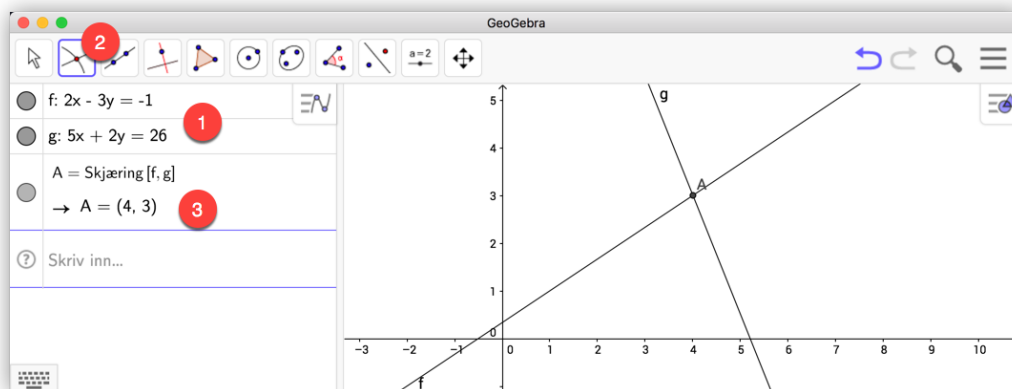 GeoGebra
2
a=2
α
f: 2x - 3y = -1
1
g: 5x + 2y = 26
A = Skjæring [f, g]
→ A = (4, 3)
3
? Skriv inn...
g
5
4
A
3
2
1
0
−3 −2 −1 0 1 2 3 4 5 6 7 8 9 10
f